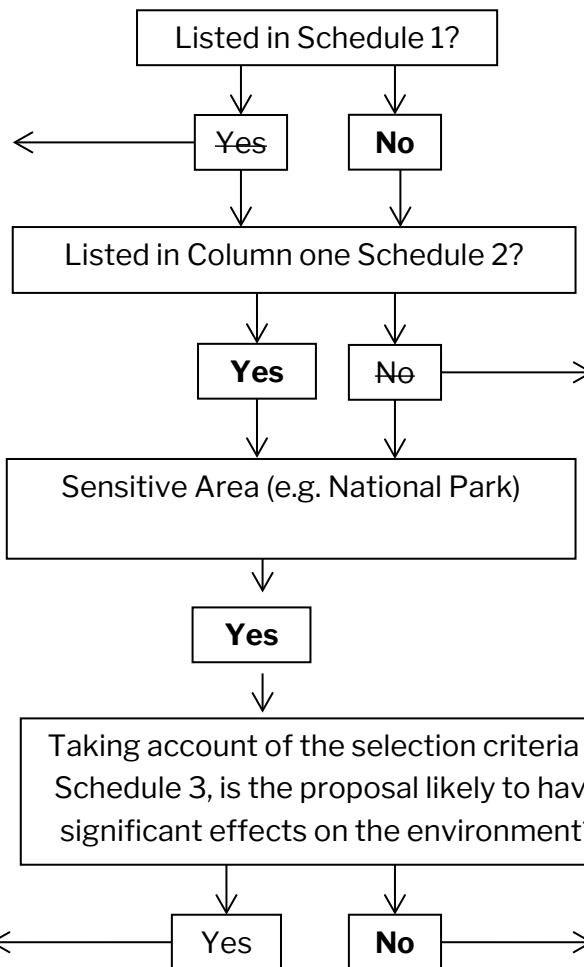 Listed in Schedule 1?
Yes No
Listed in Column one Schedule 2?
Yes No
Sensitive Area (e.g. National Park)
Yes
Taking account of the selection criteria
Schedule 3, is the proposal likely to hav
significant effects on the environment?
Yes No